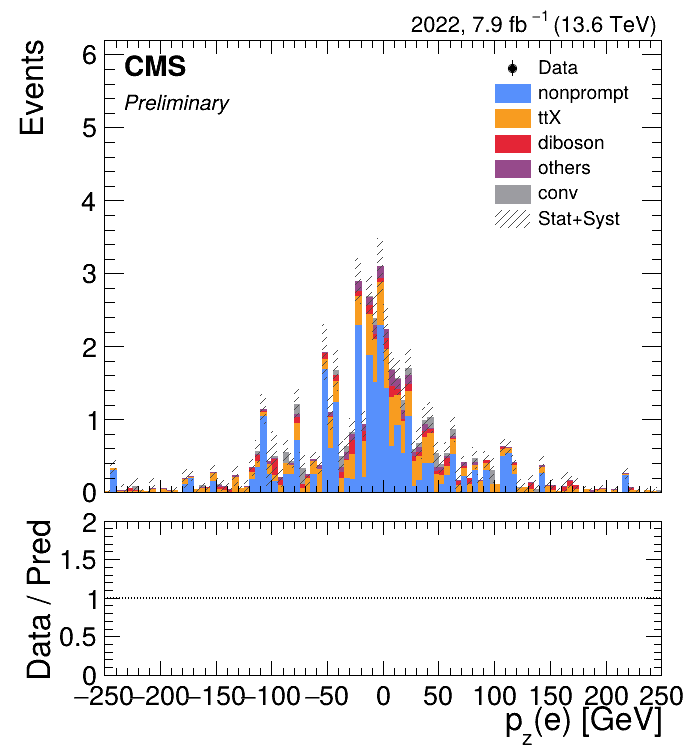 2022, 7.9 fb⁻¹ (13.6 TeV)
CMS
Preliminary
Events
6
5
4
3
2
1
0
Data
nonprompt
ttX
diboson
others
conv
Stat+Syst
Data / Pred
2
1.5
1
0.5
0
−250 −200 −150 −100 −50 0 50 100 150 200 250
p_z(e) [GeV]